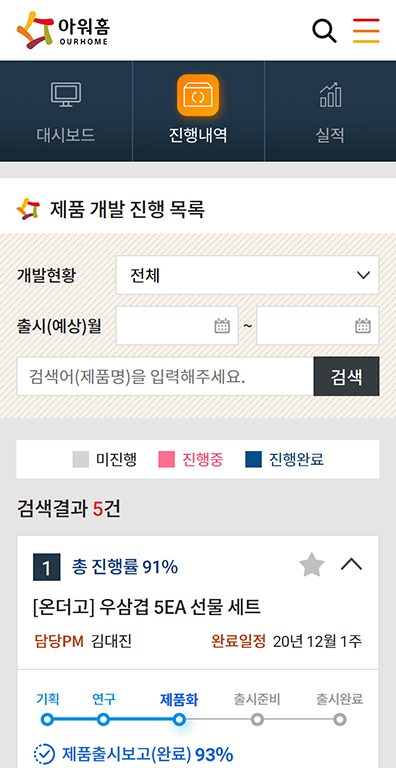 아워홈
OURHOME
대시보드 진행내역 실적
제품 개발 진행 목록
개발현황 전체
출시(예상)월 ~
검색어(제품명)을 입력해주세요. 검색
미진행 진행중 진행완료
검색결과 5건
1 총 진행률 91%
[온더고] 우삼겹 5EA 선물 세트
담당PM 김대진 완료일정 20년 12월 1주
기획 연구 제품화 출시준비 출시완료
제품출시보고(완료) 93%